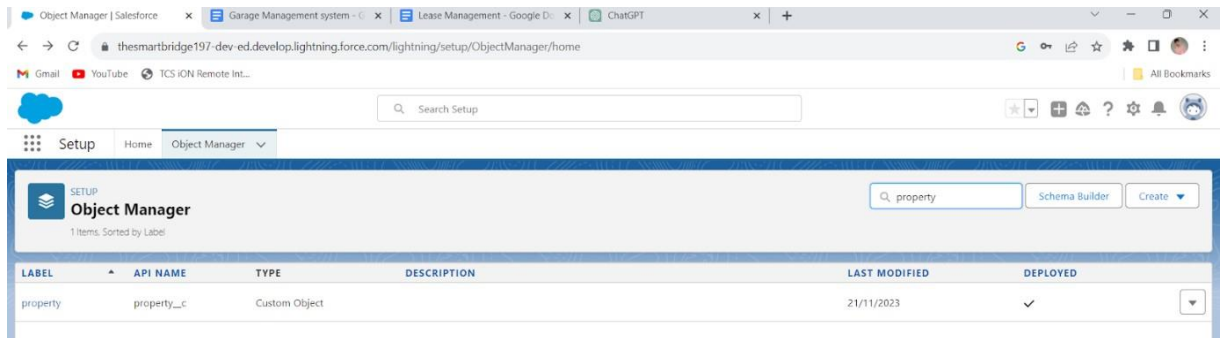 Object Manager | Salesforce Garage Management system - G Lease Management - Google Do ChatGPT
thesmartbridge197-dev-ed.develop.lightning.force.com/lightning/setup/ObjectManager/home
Gmail YouTube TCS iON Remote Int... All Bookmarks
Search Setup
Setup Home Object Manager
SETUP
Object Manager
1 Items, Sorted by Label
property Schema Builder Create
LABEL API NAME TYPE DESCRIPTION LAST MODIFIED DEPLOYED
property property__c Custom Object 21/11/2023